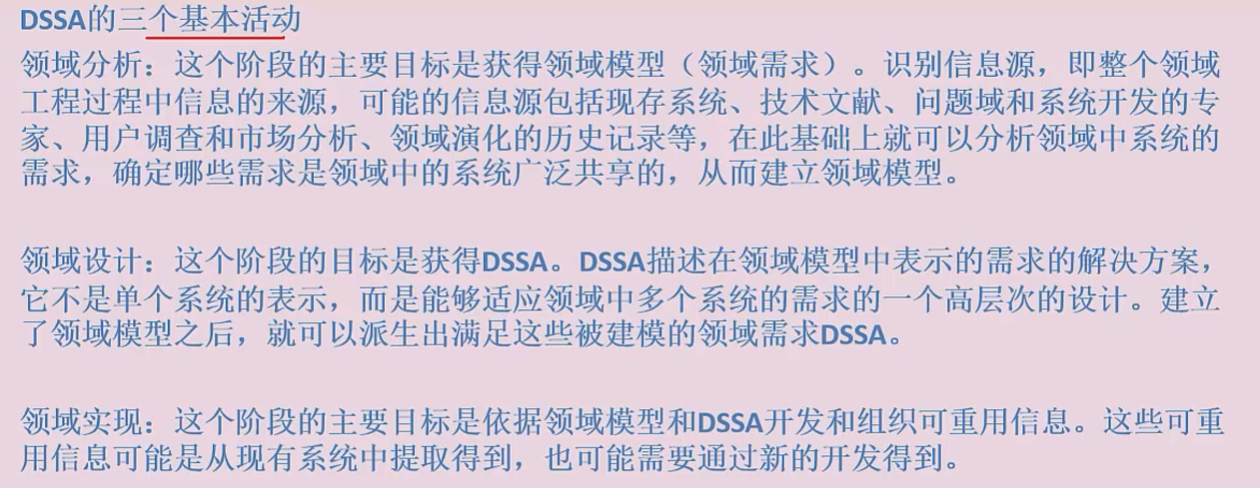 DSSA的三个基本活动
领域分析：这个阶段的主要目标是获得领域模型（领域需求）。识别信息源，即整个领域
工程过程中信息的来源，可能的信息源包括现存系统、技术文献、问题域和系统开发的专
家、用户调查和市场分析、领域演化的历史记录等，在此基础上就可以分析领域中系统的
需求，确定哪些需求是领域中的系统广泛共享的，从而建立领域模型。
领域设计：这个阶段的目标是获得DSSA。DSSA描述在领域模型中表示的需求的解决方案，
它不是单个系统的表示，而是能够适应领域中多个系统的需求的一个高层次的设计。建立
了领域模型之后，就可以派生出满足这些被建模的领域需求DSSA。
领域实现：这个阶段的主要目标是依据领域模型和DSSA开发和组织可重用信息。这些可重
用信息可能是从现有系统中提取得到，也可能需要通过新的开发得到。